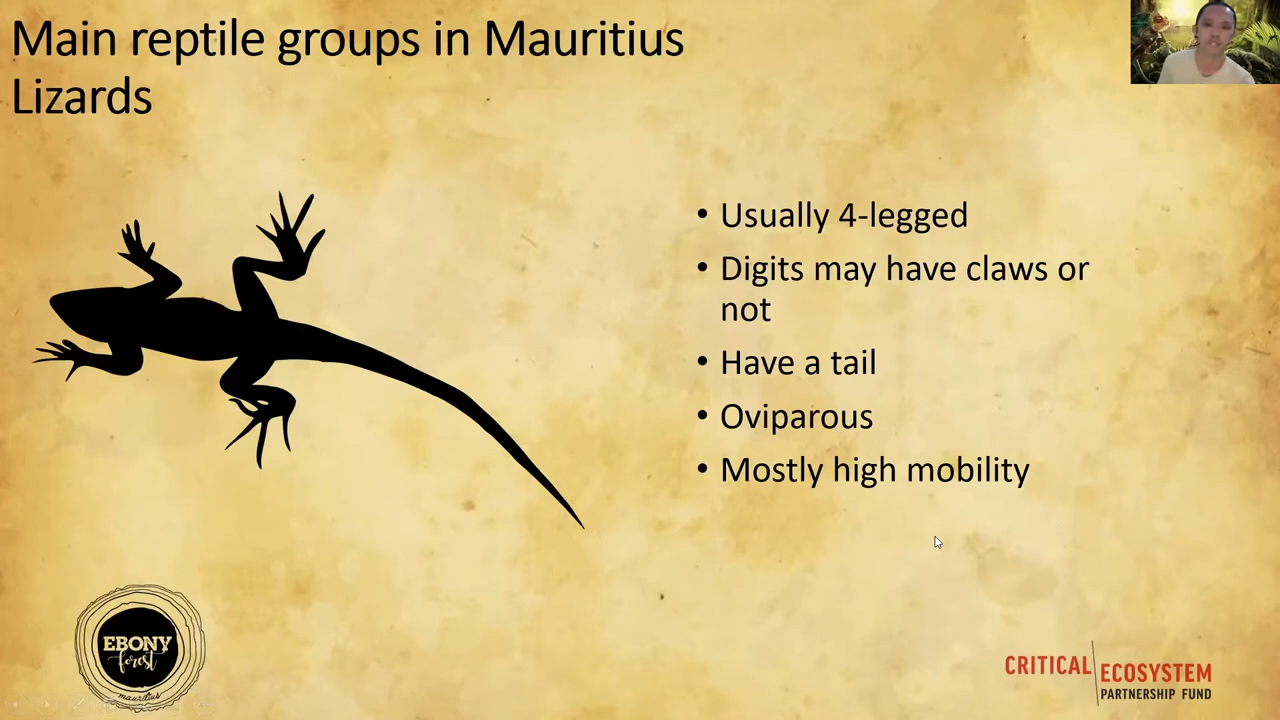 Main reptile groups in Mauritius
Lizards
• Usually 4-legged
• Digits may have claws or
not
• Have a tail
• Oviparous
• Mostly high mobility
EBONY
forest
mauritius
CRITICAL ECOSYSTEM
PARTNERSHIP FUND